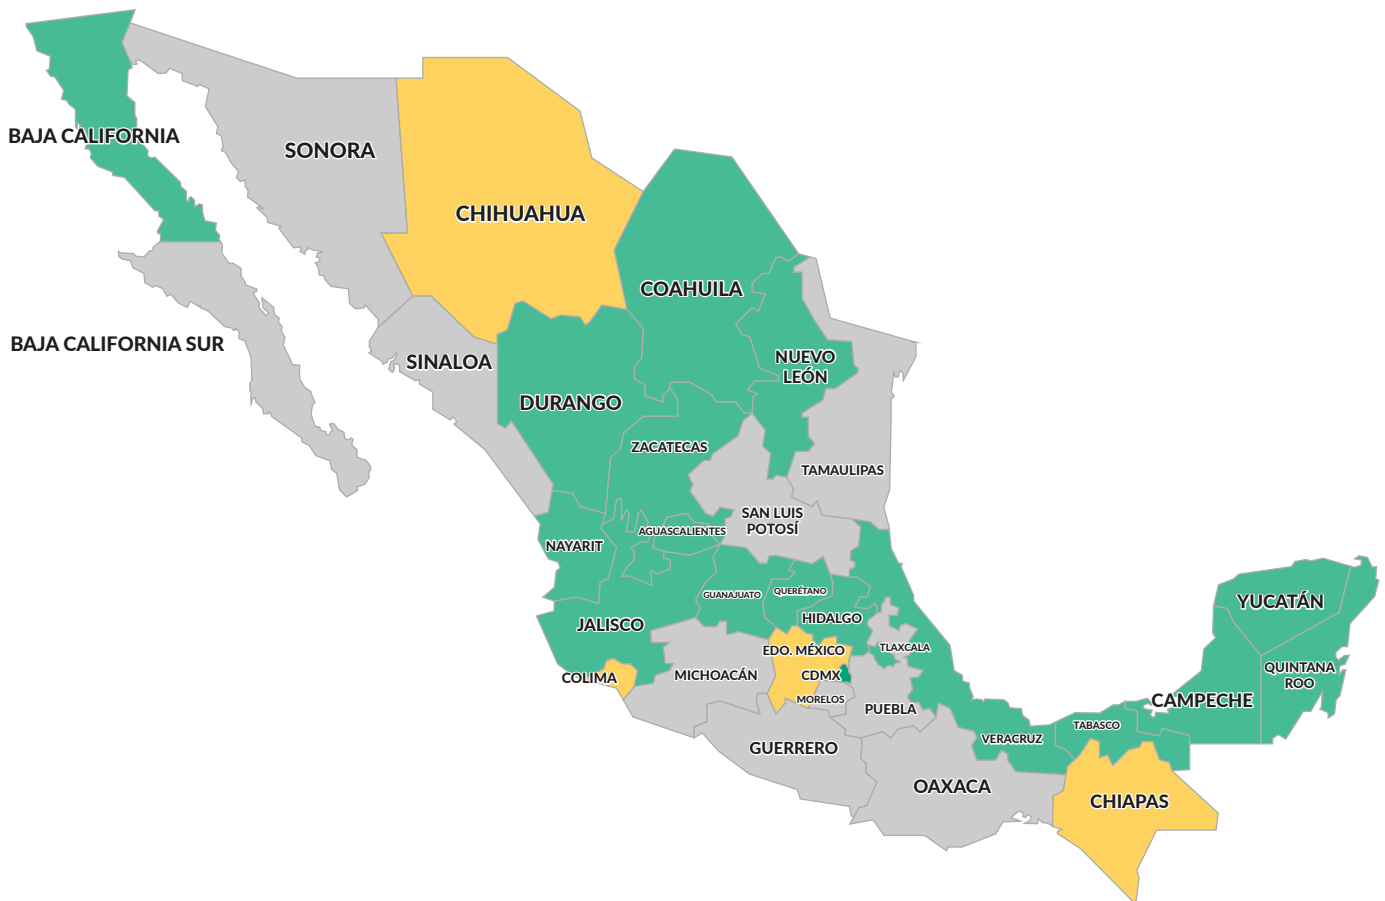 BAJA CALIFORNIA
SONORA
CHIHUAHUA
COAHUILA
BAJA CALIFORNIA SUR
SINALOA
NUEVO
LEÓN
DURANGO
ZACATECAS
TAMAULIPAS
SAN LUIS
POTOSÍ
AGUASCALIENTES
NAYARIT
GUANAJUATO
QUERÉTANO
YUCATÁN
HIDALGO
JALISCO
TLAXCALA
EDO. MÉXICO
QUINTANA
ROO
COLIMA
MICHOACÁN
CDMX
MORELOS
CAMPECHE
PUEBLA
TABASCO
VERACRUZ
GUERRERO
OAXACA
CHIAPAS